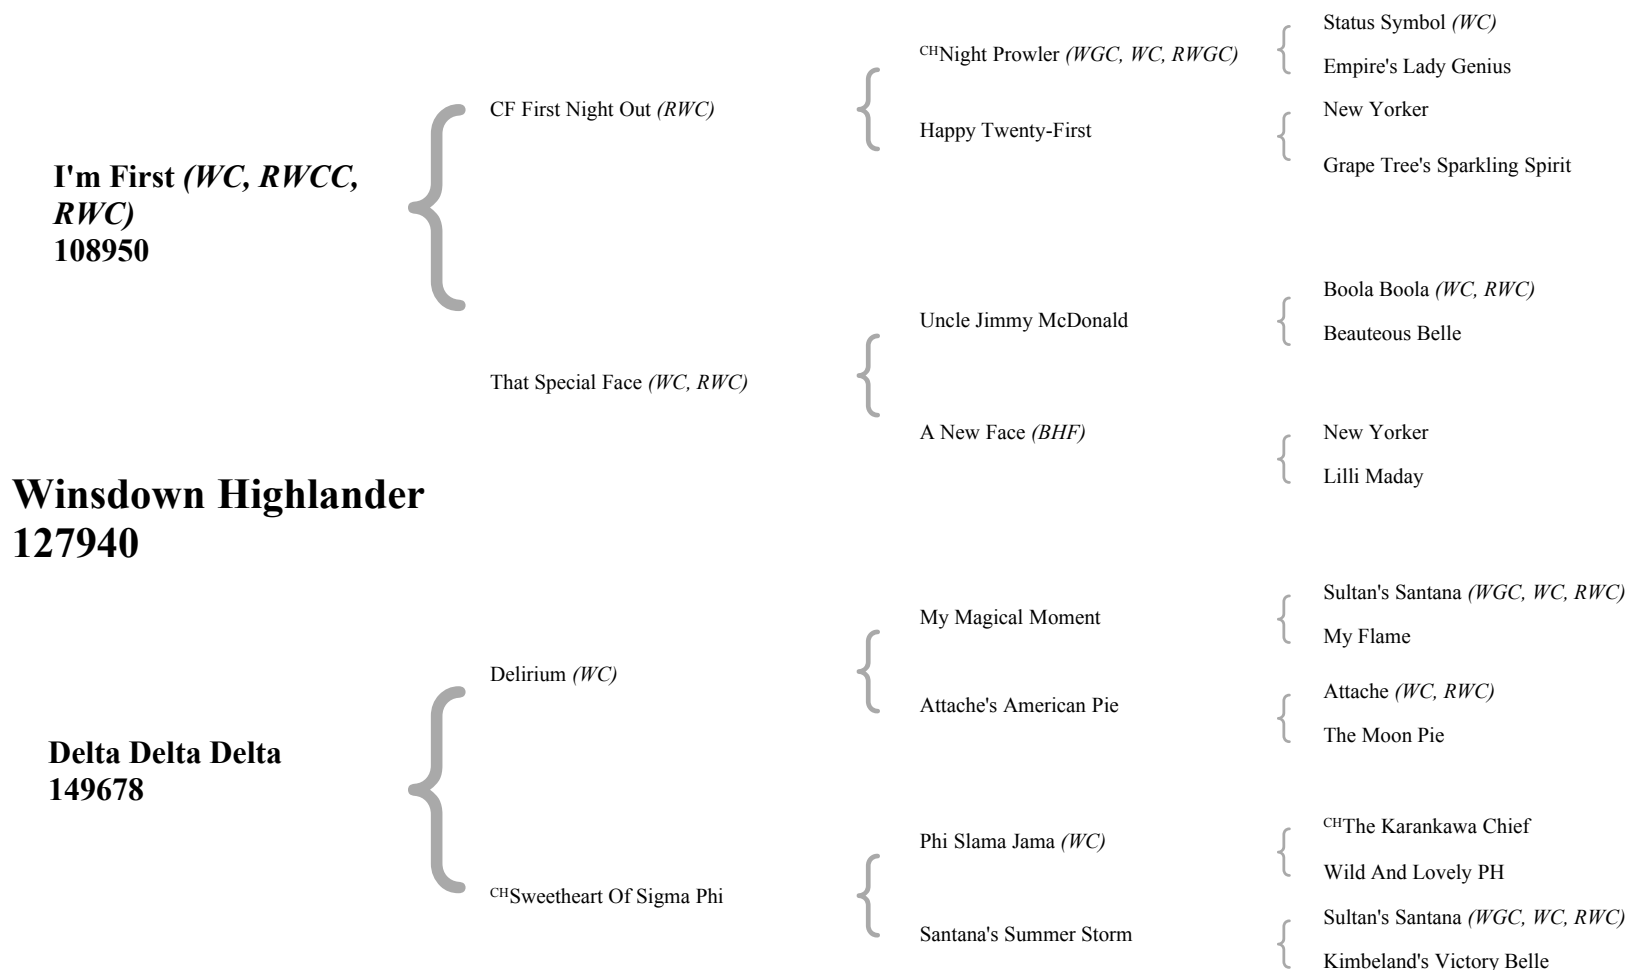 Status Symbol (WC)
CHNight Prowler (WGC, WC, RWGC)
Empire's Lady Genius
CF First Night Out (RWC)
New Yorker
Happy Twenty-First
Grape Tree's Sparkling Spirit
I'm First (WC, RWCC,
RWC)
108950
Boola Boola (WC, RWC)
Uncle Jimmy McDonald
Beauteous Belle
That Special Face (WC, RWC)
A New Face (BHF)
New Yorker
Lilli Maday
Winsdown Highlander
127940
Sultan's Santana (WGC, WC, RWC)
My Magical Moment
My Flame
Delirium (WC)
Attache (WC, RWC)
Attache's American Pie
The Moon Pie
Delta Delta Delta
149678
CHThe Karankawa Chief
Phi Slama Jama (WC)
Wild And Lovely PH
CHSweetheart Of Sigma Phi
Sultan's Santana (WGC, WC, RWC)
Santana's Summer Storm
Kimbeland's Victory Belle